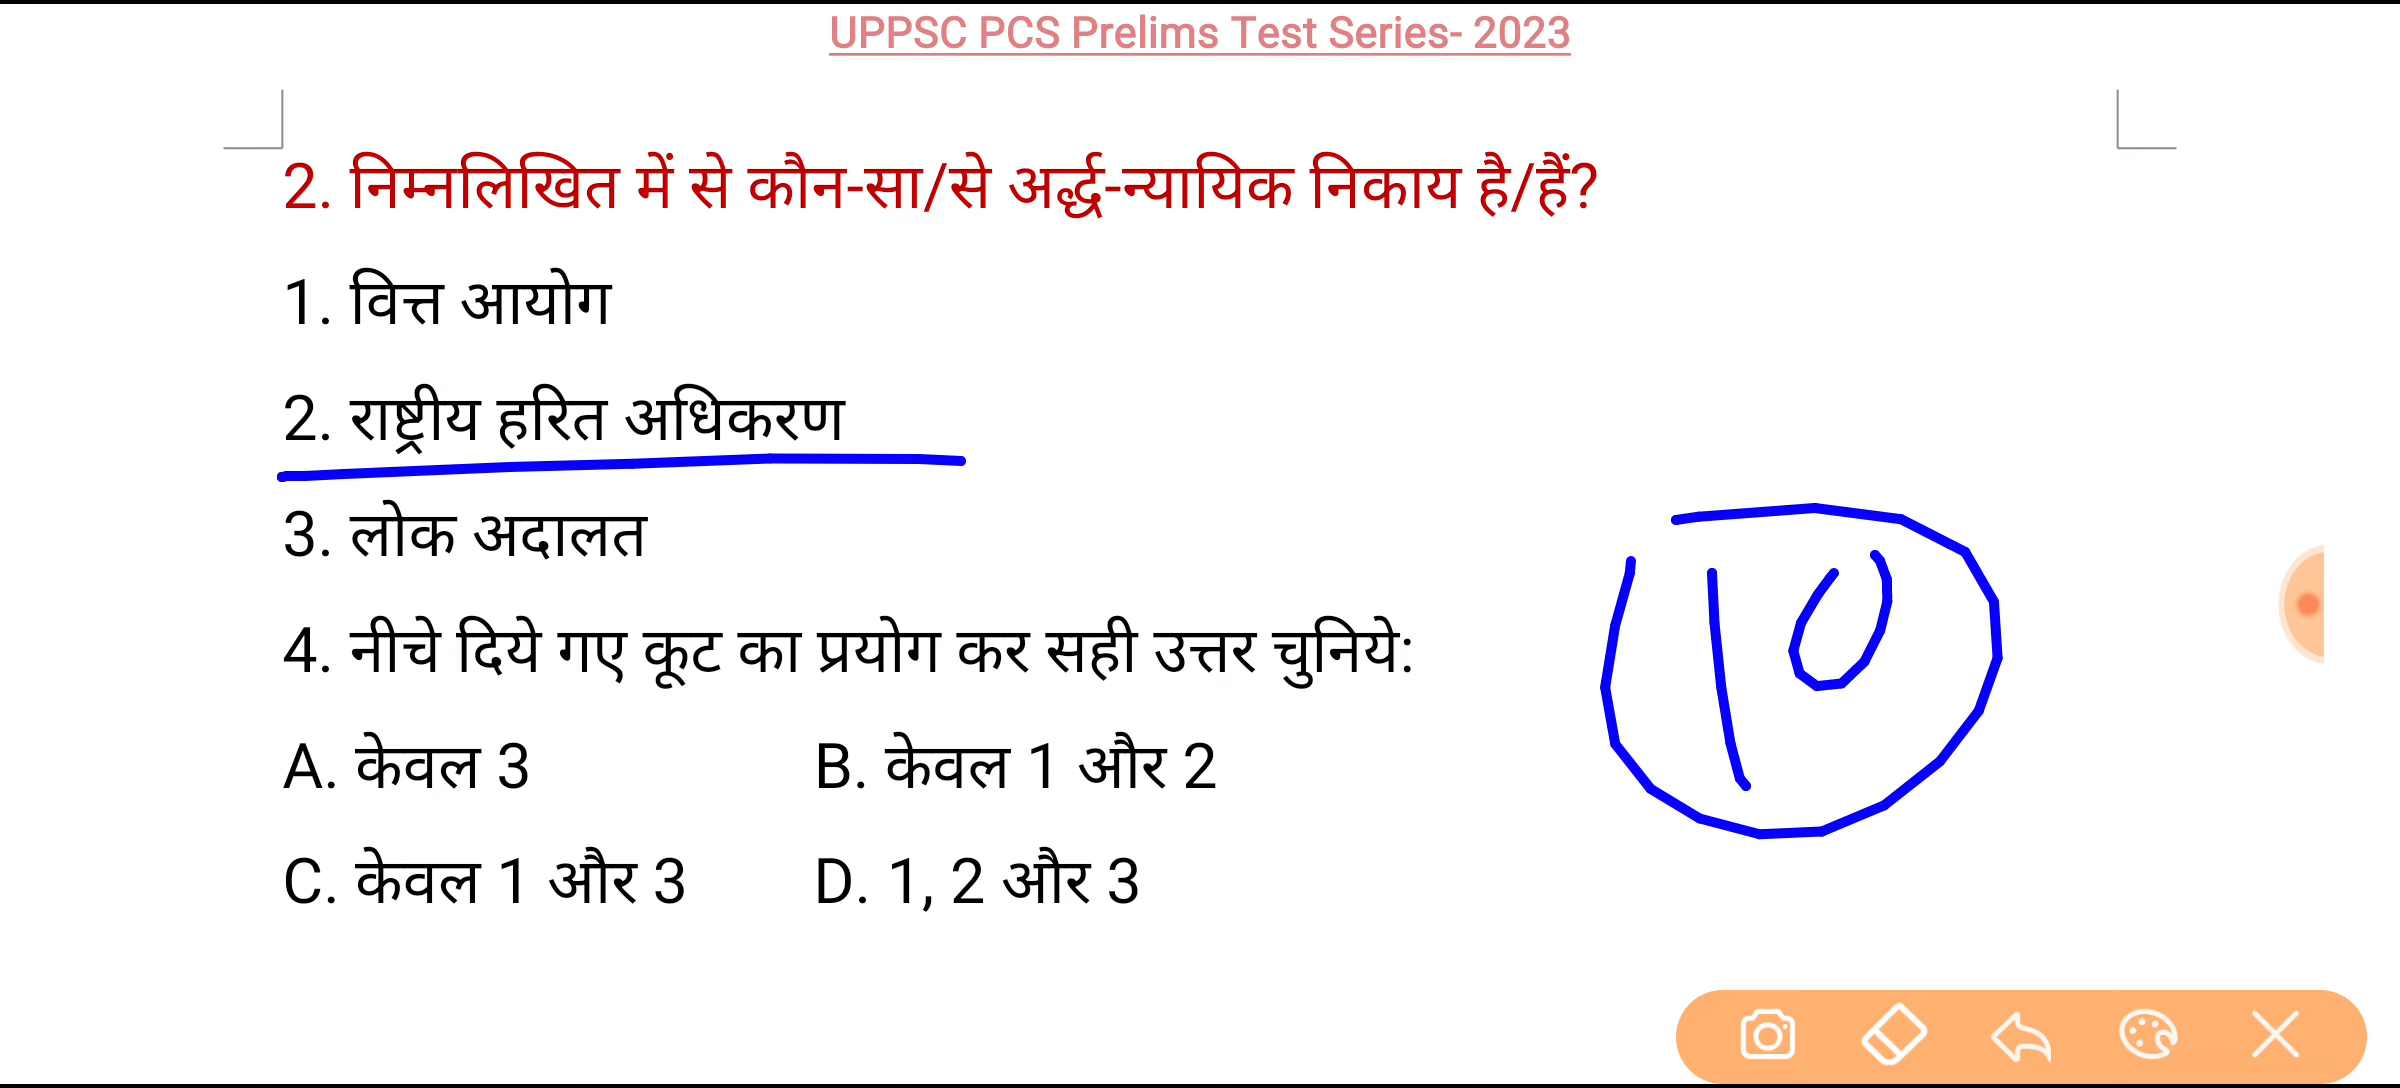 UPPSC PCS Prelims Test Series- 2023
2. निम्नलिखित में से कौन-सा/से अर्द्ध-न्यायिक निकाय है/हैं?
1. वित्त आयोग
2. राष्ट्रीय हरित अधिकरण
3. लोक अदालत
4. नीचे दिये गए कूट का प्रयोग कर सही उत्तर चुनिये:
A. केवल 3 B. केवल 1 और 2
C. केवल 1 और 3 D. 1, 2 और 3